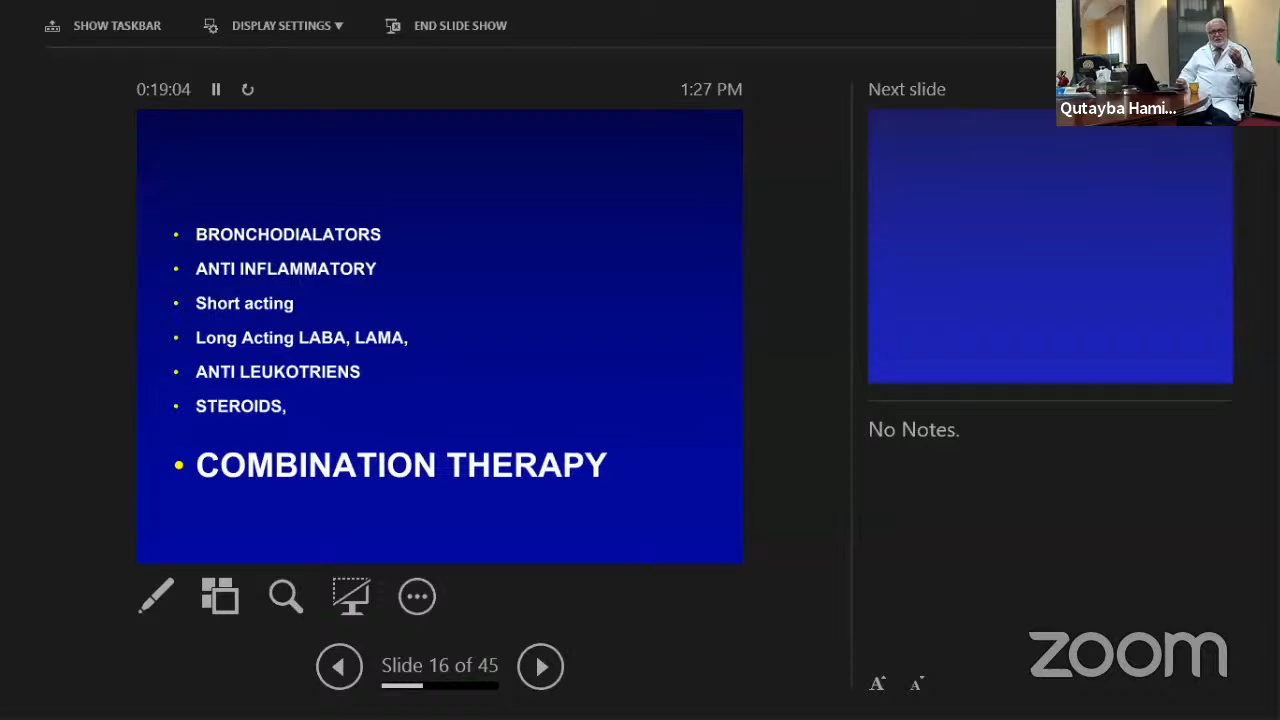 SHOW TASKBAR
DISPLAY SETTINGS ▼
END SLIDE SHOW
0:19:04
1:27 PM
Next slide
Qutayba Hami...
• BRONCHODIALATORS
• ANTI INFLAMMATORY
• Short acting
• Long Acting LABA, LAMA,
• ANTI LEUKOTRIENS
• STEROIDS,
• COMBINATION THERAPY
No Notes.
Slide 16 of 45
A A
zoom